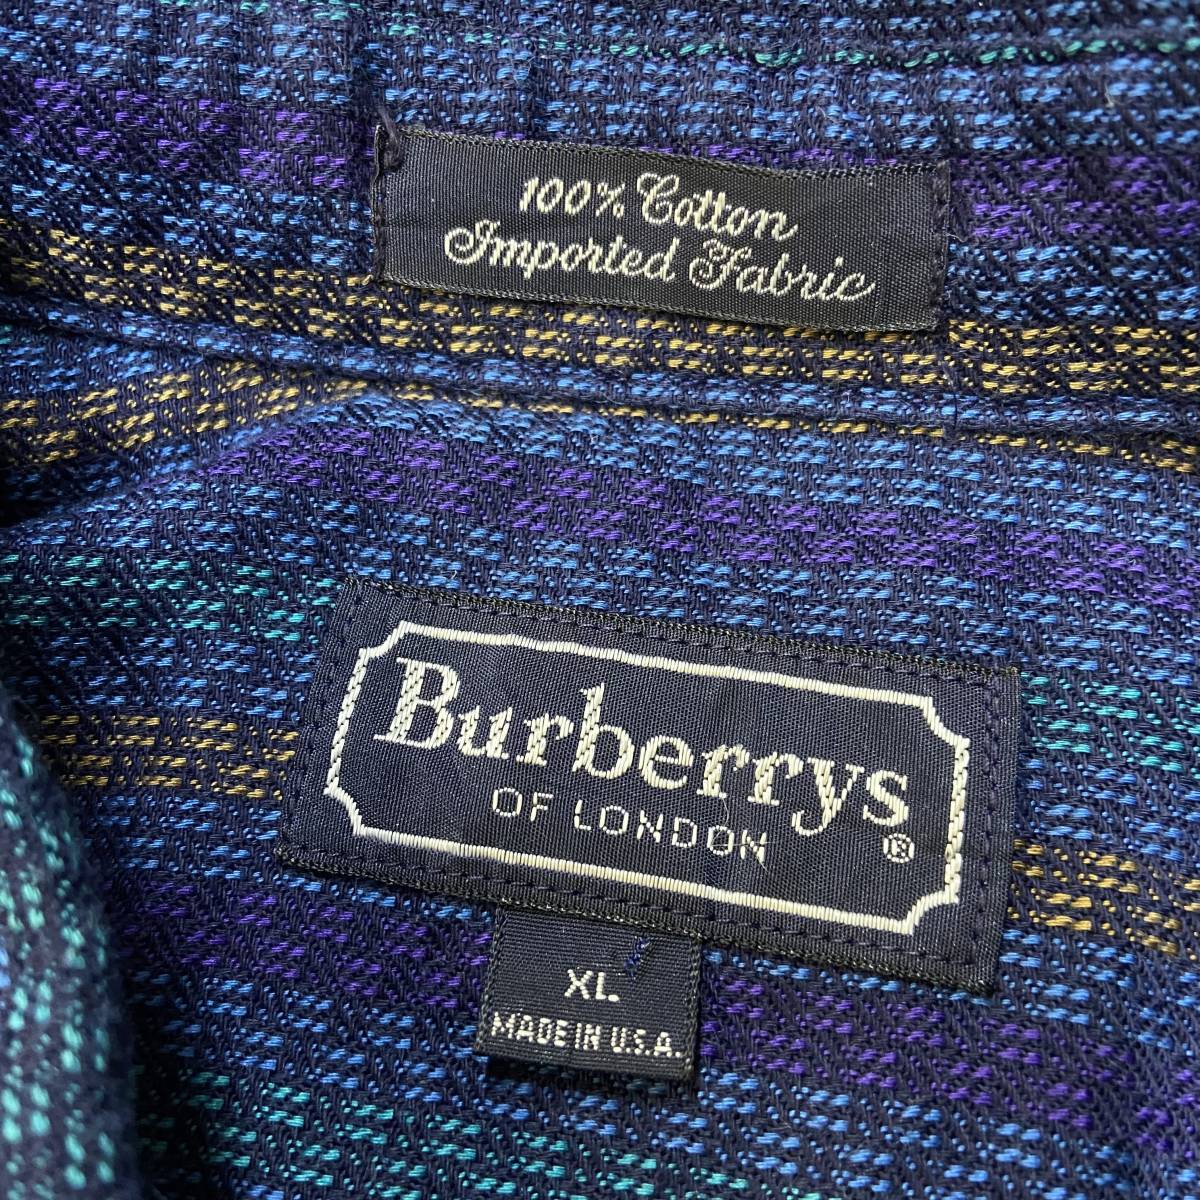 100% Cotton
Imported Fabric
Burberrys
OF LONDON
®
XL
MADE IN U.S.A.